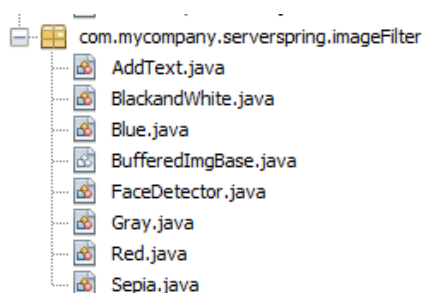 com.mycompany.serverspring.imageFilter
AddText.java
BlackandWhite.java
Blue.java
BufferedImgBase.java
FaceDetector.java
Gray.java
Red.java
Sepia.java